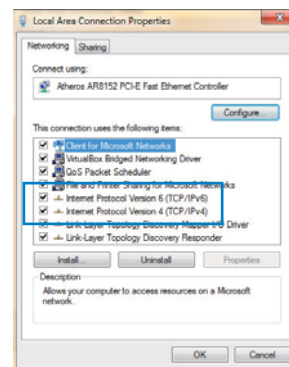 Local Area Connection Properties
Networking Sharing
Connect using:
Atheros AR8152 PCI-E Fast Ethernet Controller
Configure...
This connection uses the following items:
Client for Microsoft Networks
VirtualBox Bridged Networking Driver
QoS Packet Scheduler
File and Printer Sharing for Microsoft Networks
Internet Protocol Version 6 (TCP/IPv6)
Internet Protocol Version 4 (TCP/IPv4)
Link-Layer Topology Discovery Mapper I/O Driver
Link-Layer Topology Discovery Responder
Install... Uninstall Properties
Description
Allows your computer to access resources on a Microsoft
network.
OK Cancel